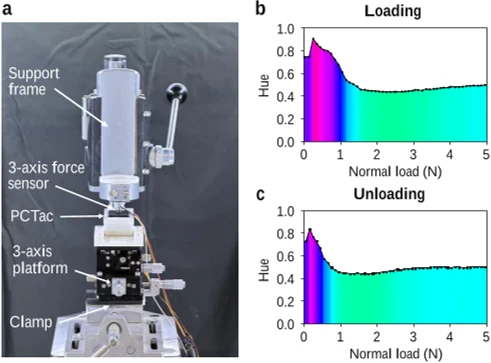 a
Support
frame
3-axis force
sensor
PCTac
3-axis
platform
Clamp
b
Loading
1.0
0.8
0.6
0.4
0.2
0.0
Hue
0 1 2 3 4 5
Normal load (N)
c
Unloading
1.0
0.8
0.6
0.4
0.2
0.0
Hue
0 1 2 3 4 5
Normal load (N)